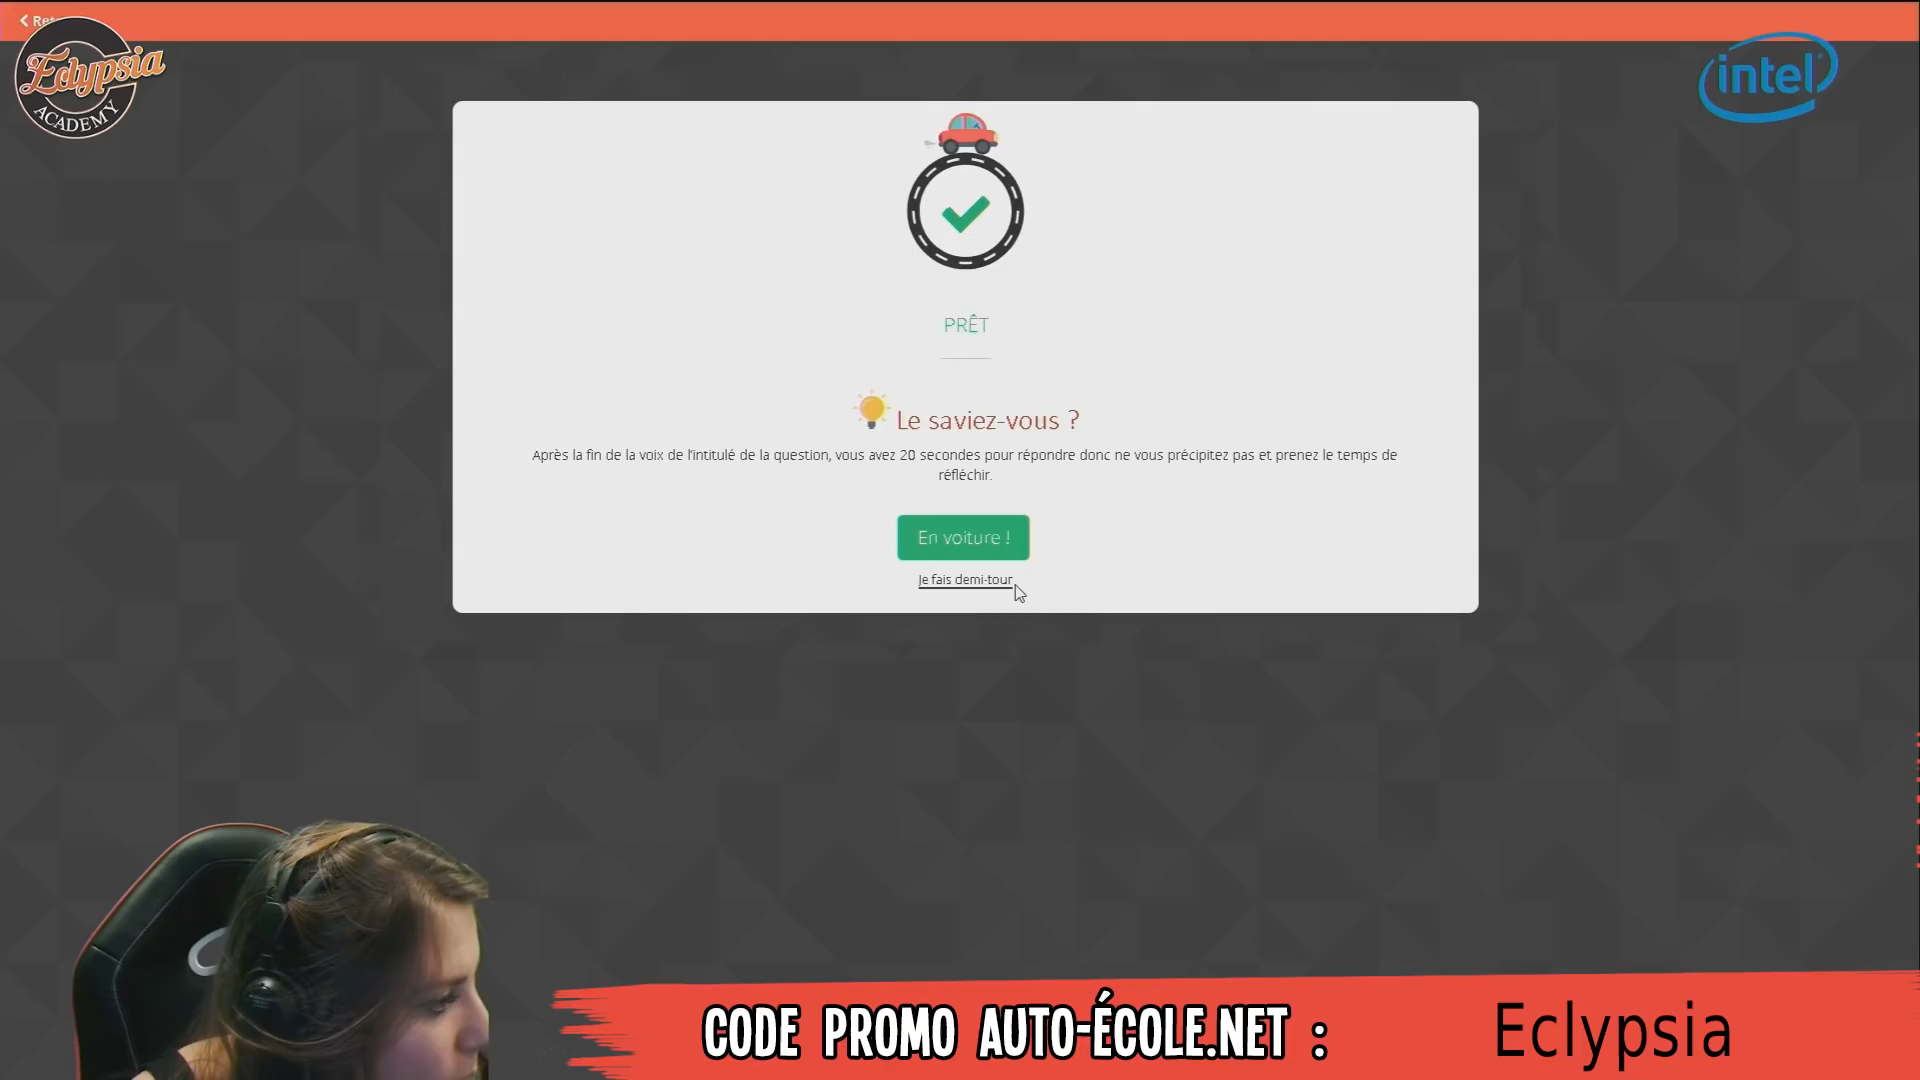 Eclypsia
ACADEMY
intel
PRÊT
Le saviez-vous ?
Après la fin de la voix de l'intitulé de la question, vous avez 20 secondes pour répondre donc ne vous précipitez pas et prenez le temps de
réfléchir.
En voiture !
Je fais demi-tour
CODE PROMO AUTO-ÉCOLE.NET :
Eclypsia